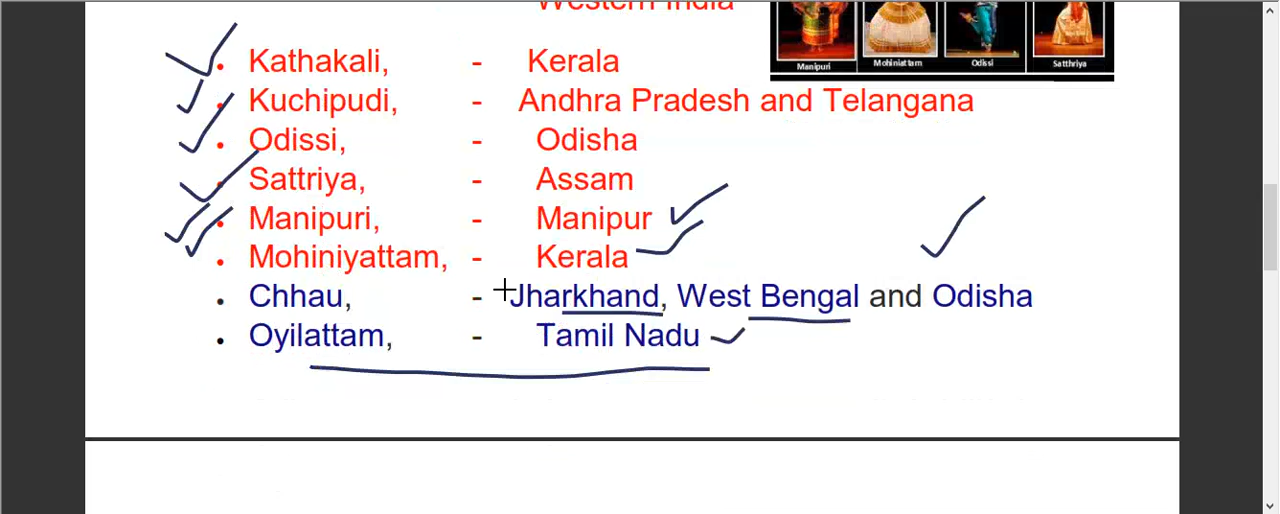 Western India
Manipuri Mohiniattam Odissi Satthriya
• Kathakali, - Kerala
• Kuchipudi, - Andhra Pradesh and Telangana
• Odissi, - Odisha
• Sattriya, - Assam
• Manipuri, - Manipur
• Mohiniyattam, - Kerala
• Chhau, - Jharkhand, West Bengal and Odisha
• Oyilattam, - Tamil Nadu